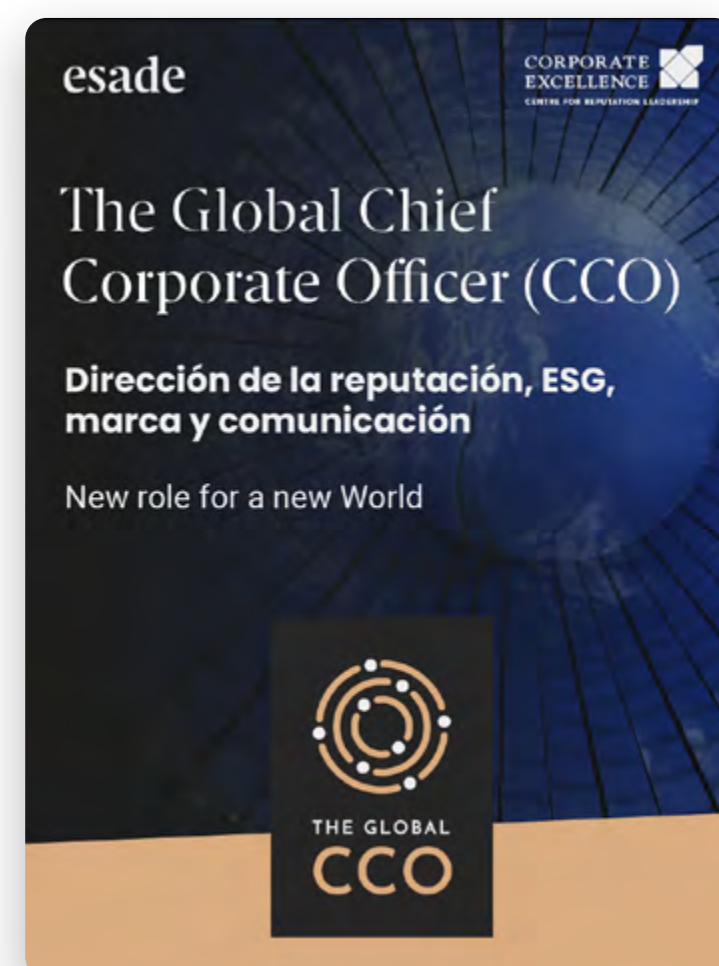 esade
CORPORATE
EXCELLENCE
CENTRE FOR REPUTATION LEADERSHIP
The Global Chief
Corporate Officer (CCO)
Dirección de la reputación, ESG,
marca y comunicación
New role for a new World
THE GLOBAL
CCO